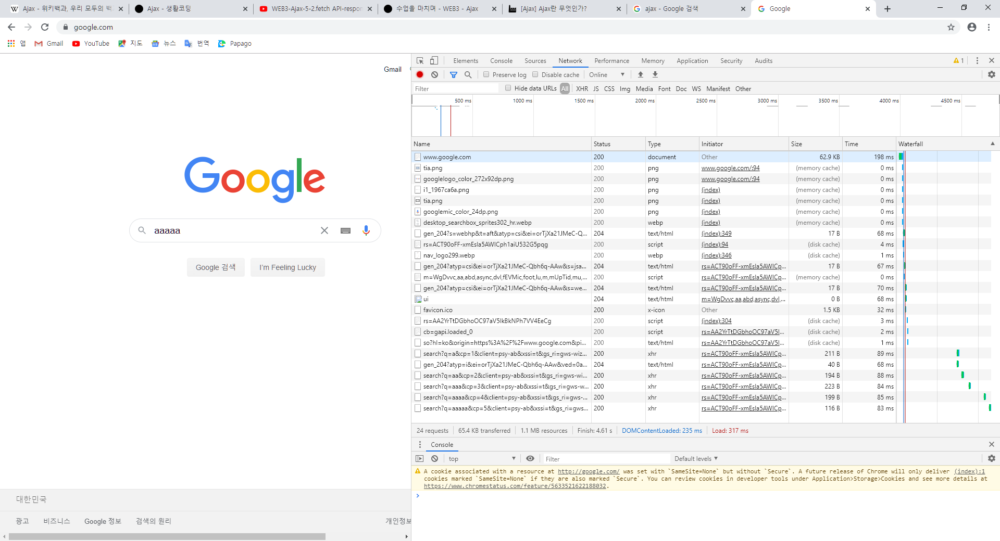 Ajax - 위키백과, 우리 모두의 백
Ajax - 생활코딩
WEB3-Ajax-5-2.fetch API-respon
수업을 마치며 - WEB3 - Ajax
[Ajax] Ajax란 무엇인가?
ajax - Google 검색
Google
google.com
앱 Gmail YouTube 지도 뉴스 번역 Papago
Gmail
Google
aaaaa
Google 검색 I'm Feeling Lucky
대한민국
광고 비즈니스 Google 정보 검색의 원리 개인정보
Elements Console Sources Network Performance Memory Application Security Audits 1
Preserve log Disable cache Online
Filter Hide data URLs All XHR JS CSS Img Media Font Doc WS Manifest Other
500 ms 1000 ms 1500 ms 2000 ms 2500 ms 3000 ms 3500 ms 4000 ms 4500 ms
Name Status Type Initiator Size Time Waterfall
www.google.com 200 document Other 62.9 KB 198 ms
tia.png 200 png www.google.com/:94 (memory cache) 0 ms
googlelogo_color_272x92dp.png 200 png www.google.com/:94 (memory cache) 0 ms
i1_1967ca6a.png 200 png (index) (memory cache) 0 ms
tia.png 200 png (index) (memory cache) 0 ms
googlemic_color_24dp.png 200 png (index) (memory cache) 0 ms
desktop_searchbox_sprites302_hr.webp 200 webp (index) (memory cache) 0 ms
gen_204?s=webhp&t=aft&atyp=csi&ei=orTjXa21JMeC-Q... 204 text/html (index):349 17 B 68 ms
rs=ACT90oFF-xmEsla5AWICph1aiU532G5pqg 200 script (index):94 (disk cache) 4 ms
nav_logo299.webp 200 webp (index):346 (disk cache) 1 ms
gen_204?atyp=csi&ei=orTjXa21JMeC-Qbh6q-AAw&s=jsa... 204 text/html rs=ACT90oFF-xmEsla5AWICp... 17 B 67 ms
m=WgDvvc,aa,abd,async,dvl,fEVMic,foot,lu,m,mUpTid,mu,... 200 script rs=ACT90oFF-xmEsla5AWICp... (memory cache) 0 ms
gen_204?atyp=csi&ei=orTjXa21JMeC-Qbh6q-AAw&s=we... 204 text/html rs=ACT90oFF-xmEsla5AWICp... 17 B 70 ms
ui 204 text/html m=WgDvvc,aa,abd,async,dvl,... 0 B 68 ms
favicon.ico 200 x-icon Other 1.5 KB 32 ms
rs=AA2YrTtDGbhoOC97aV5IkBkNPh7VV4EeCg 200 script (index):304 (disk cache) 3 ms
cb=gapi.loaded_0 200 script rs=AA2YrTtDGbhoOC97aV5I... (disk cache) 2 ms
so?hl=ko&origin=https%3A%2F%2Fwww.google.com&pi... 200 text/html rs=AA2YrTtDGbhoOC97aV5I... (disk cache) 1 ms
search?q=a&cp=1&client=psy-ab&xssi=t&gs_ri=gws-wiz... 200 xhr rs=ACT90oFF-xmEsla5AWICp... 211 B 89 ms
gen_204?atyp=i&ei=orTjXa21JMeC-Qbh6q-AAw&ved=0a... 204 text/html rs=ACT90oFF-xmEsla5AWICp... 40 B 68 ms
search?q=aa&cp=2&client=psy-ab&xssi=t&gs_ri=gws-wi... 200 xhr rs=ACT90oFF-xmEsla5AWICp... 194 B 88 ms
search?q=aaa&cp=3&client=psy-ab&xssi=t&gs_ri=gws-w... 200 xhr rs=ACT90oFF-xmEsla5AWICp... 223 B 84 ms
search?q=aaaa&cp=4&client=psy-ab&xssi=t&gs_ri=gws-... 200 xhr rs=ACT90oFF-xmEsla5AWICp... 199 B 85 ms
search?q=aaaaa&cp=5&client=psy-ab&xssi=t&gs_ri=gws... 200 xhr rs=ACT90oFF-xmEsla5AWICp... 116 B 83 ms
24 requests 65.4 KB transferred 1.1 MB resources Finish: 4.61 s DOMContentLoaded: 235 ms Load: 317 ms
Console
top Filter Default levels
A cookie associated with a resource at http://google.com/ was set with `SameSite=None` but without `Secure`. A future release of Chrome will only deliver (index):1
cookies marked `SameSite=None` if they are also marked `Secure`. You can review cookies in developer tools under Application>Storage>Cookies and see more details at
https://www.chromestatus.com/feature/5633521622188032.